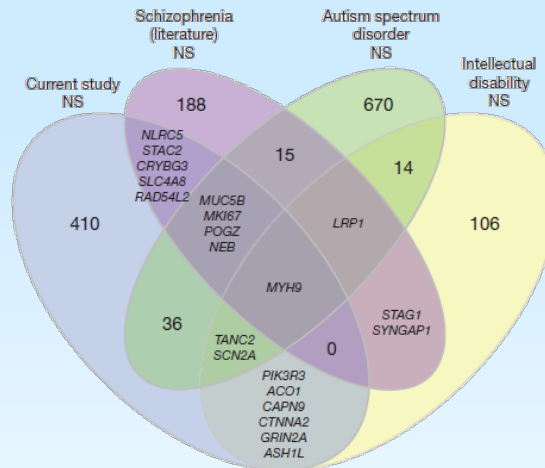 Schizophrenia
(literature)
NS
Autism spectrum
disorder
NS
Current study
NS
Intellectual
disability
NS
188
670
NLRC5
STAC2
CRYBG3
SLC4A8
RAD54L2
15
14
MUC5B
MKI67
POGZ
NEB
LRP1
410
106
MYH9
36
STAG1
SYNGAP1
TANC2
SCN2A
0
PIK3R3
ACO1
CAPN9
CTNNA2
GRIN2A
ASH1L